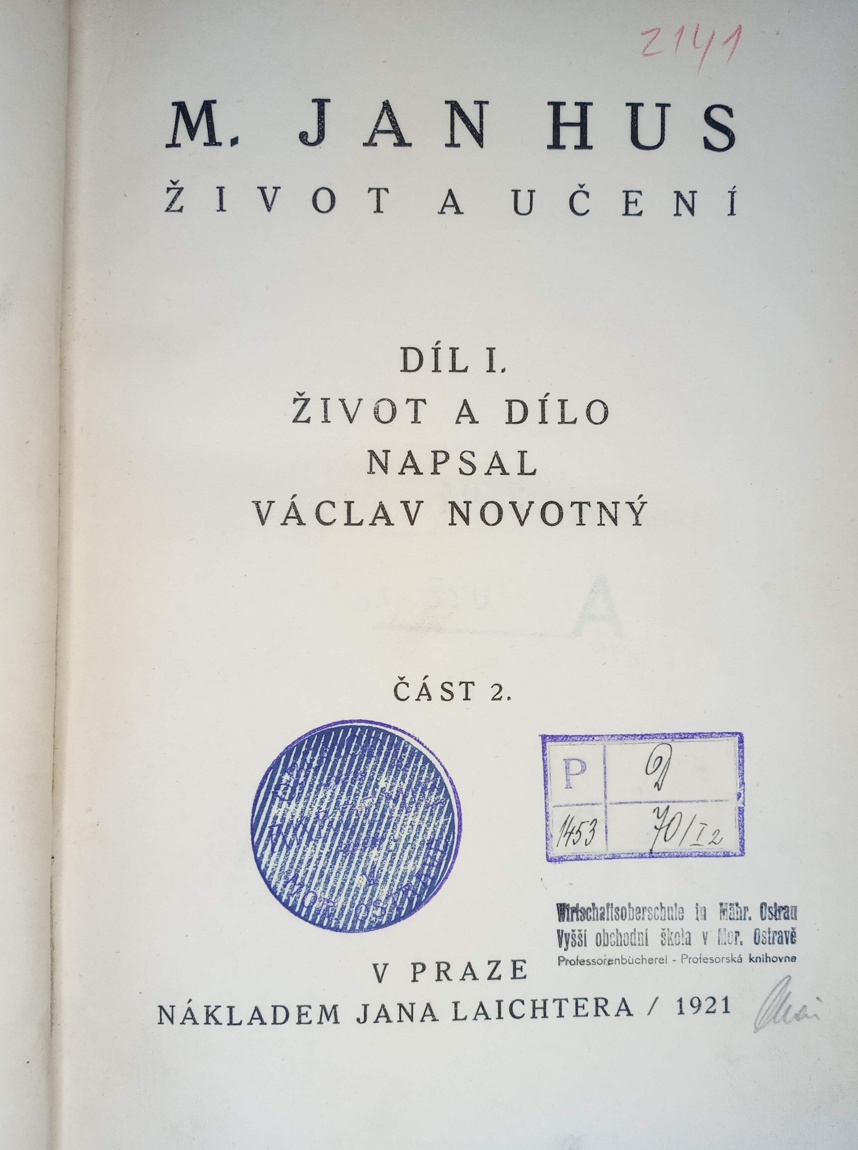 2141
M. JAN HUS
ŽIVOT A UČENÍ
DÍL I.
ŽIVOT A DÍLO
NAPSAL
VÁCLAV NOVOTNÝ
ČÁST 2.
P D
1453 70/I2
Wirtschaftsoberschule in Mähr. Ostrau
Vyšší obchodní škola v Mor. Ostravě
Professorenbücherei - Profesorská knihovna
V PRAZE
NÁKLADEM JANA LAICHTERA / 1921